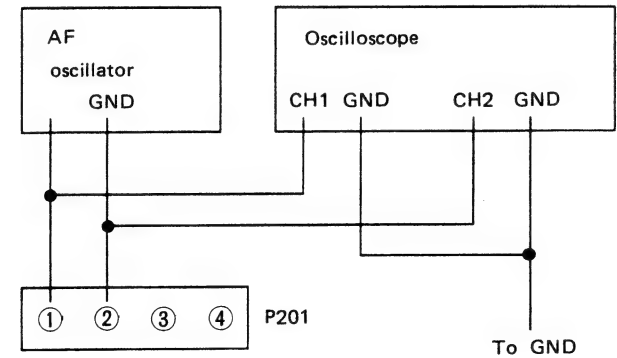 AF
oscillator
GND
Oscilloscope
CH1 GND CH2 GND
① ② ③ ④ P201
To GND